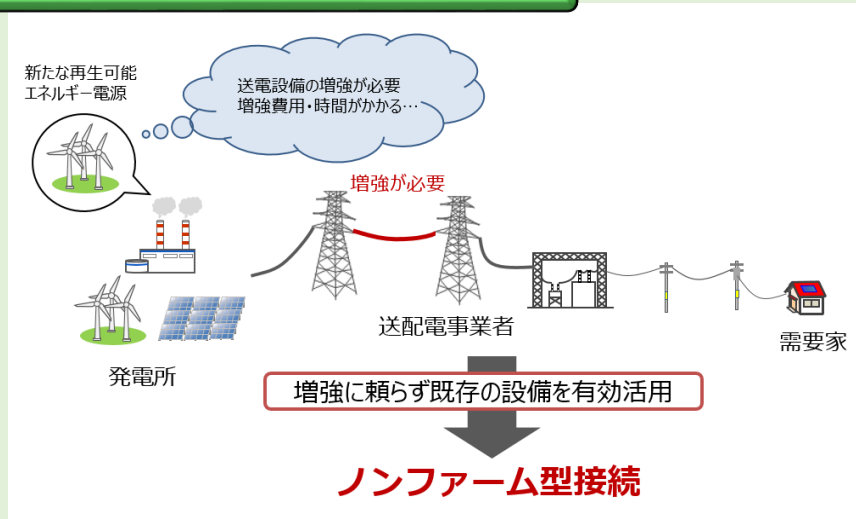 新たな再生可能
エネルギー電源
送電設備の増強が必要
増強費用・時間がかかる…
増強が必要
送配電事業者
需要家
発電所
増強に頼らず既存の設備を有効活用
ノンファーム型接続